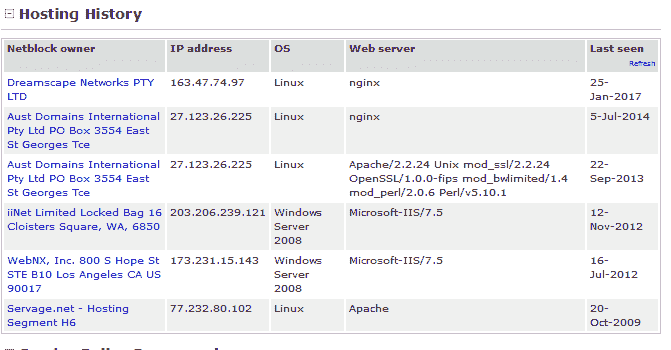 Hosting History
Netblock owner IP address OS Web server Last seen
Refresh
Dreamscape Networks PTY LTD 163.47.74.97 Linux nginx 25-Jan-2017
Aust Domains International Pty Ltd PO Box 3554 East St Georges Tce 27.123.26.225 Linux nginx 5-Jul-2014
Aust Domains International Pty Ltd PO Box 3554 East St Georges Tce 27.123.26.225 Linux Apache/2.2.24 Unix mod_ssl/2.2.24 OpenSSL/1.0.0-fips mod_bwlimited/1.4 mod_perl/2.0.6 Perl/v5.10.1 22-Sep-2013
iiNet Limited Locked Bag 16 Cloisters Square, WA, 6850 203.206.239.121 Windows Server 2008 Microsoft-IIS/7.5 12-Nov-2012
WebNX, Inc. 800 S Hope St STE B10 Los Angeles CA US 90017 173.231.15.143 Windows Server 2008 Microsoft-IIS/7.5 16-Jul-2012
Servage.net - Hosting Segment H6 77.232.80.102 Linux Apache 20-Oct-2009